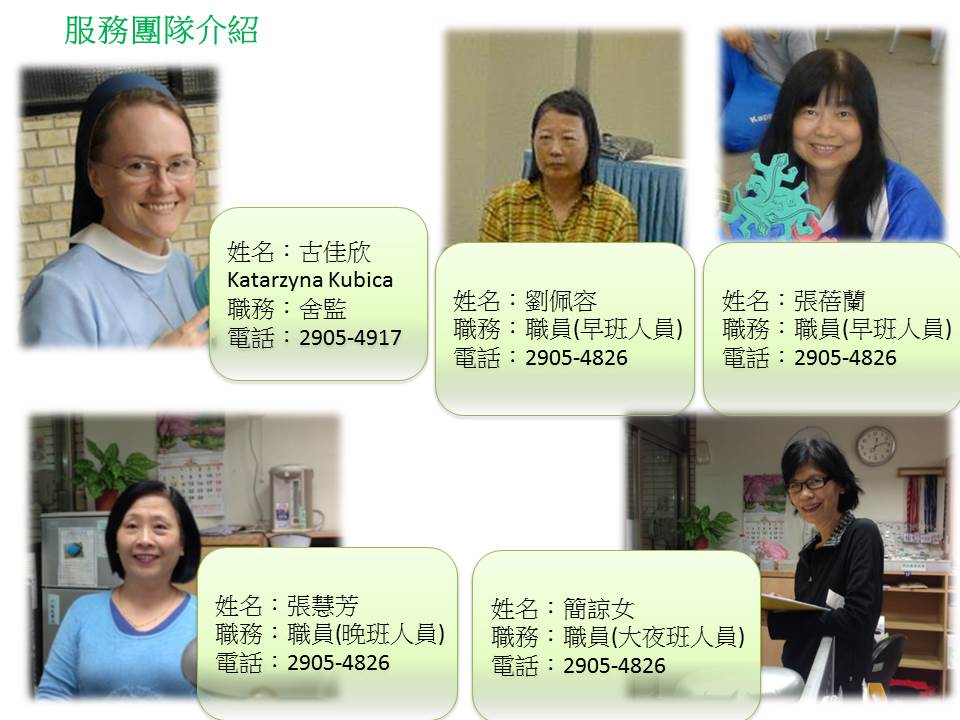 服務團隊介紹
姓名：古佳欣
Katarzyna Kubica
職務：舍監
電話：2905-4917
姓名：劉佩容
職務：職員(早班人員)
電話：2905-4826
姓名：張蓓蘭
職務：職員(早班人員)
電話：2905-4826
姓名：張慧芳
職務：職員(晚班人員)
電話：2905-4826
姓名：簡諒女
職務：職員(大夜班人員)
電話：2905-4826